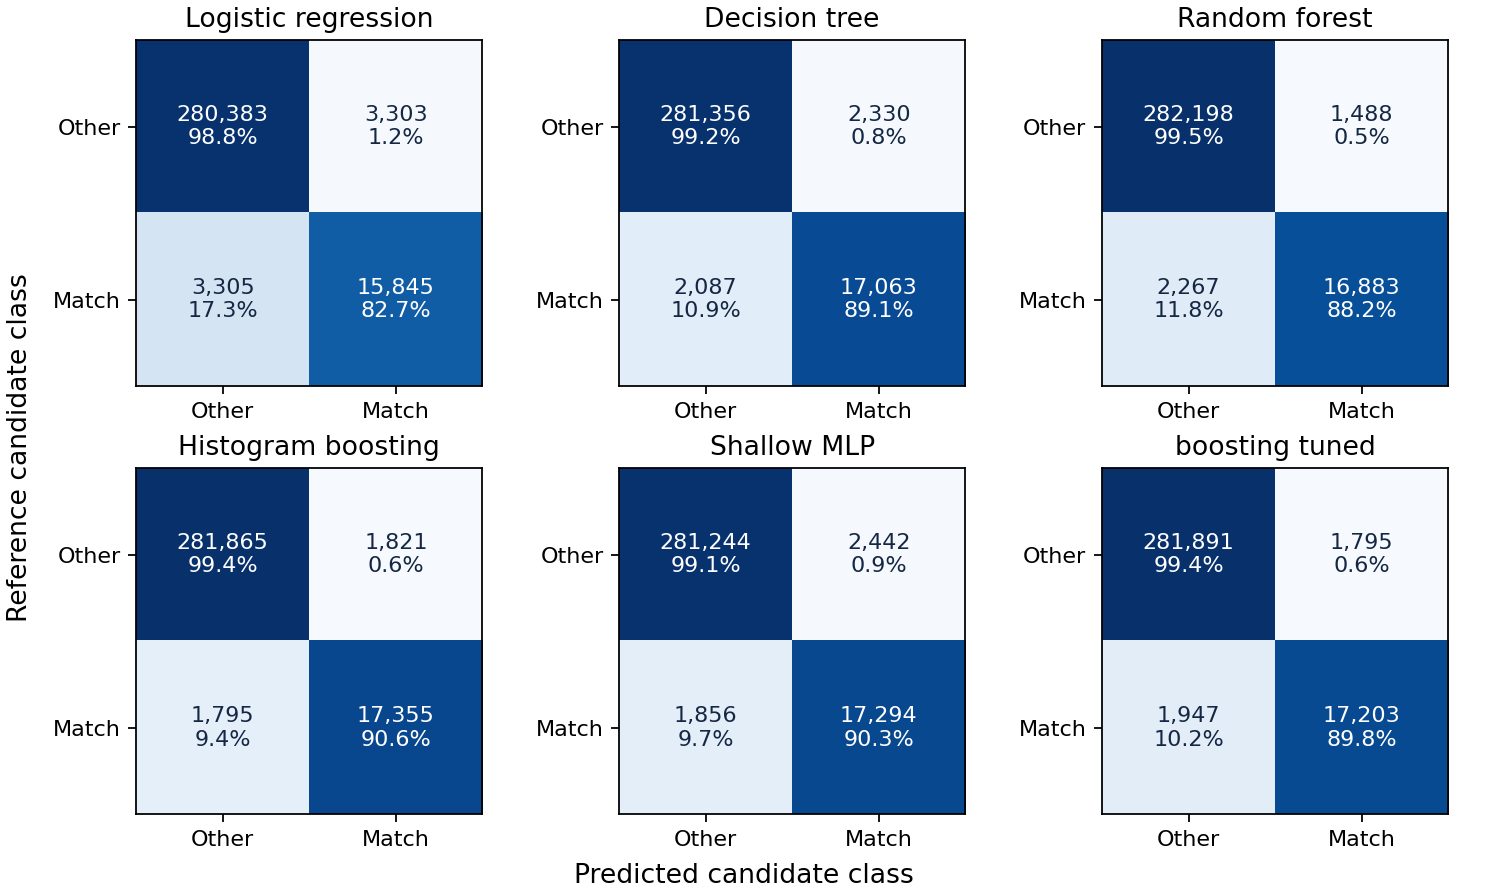 Logistic regression
Decision tree
Random forest
Other
280,383
98.8%
3,303
1.2%
Match
3,305
17.3%
15,845
82.7%
Other
Match
Other
281,356
99.2%
2,330
0.8%
Match
2,087
10.9%
17,063
89.1%
Other
Match
Other
282,198
99.5%
1,488
0.5%
Match
2,267
11.8%
16,883
88.2%
Other
Match
Reference candidate class
Histogram boosting
Shallow MLP
boosting tuned
Other
281,865
99.4%
1,821
0.6%
Match
1,795
9.4%
17,355
90.6%
Other
Match
Other
281,244
99.1%
2,442
0.9%
Match
1,856
9.7%
17,294
90.3%
Other
Match
Other
281,891
99.4%
1,795
0.6%
Match
1,947
10.2%
17,203
89.8%
Other
Match
Predicted candidate class